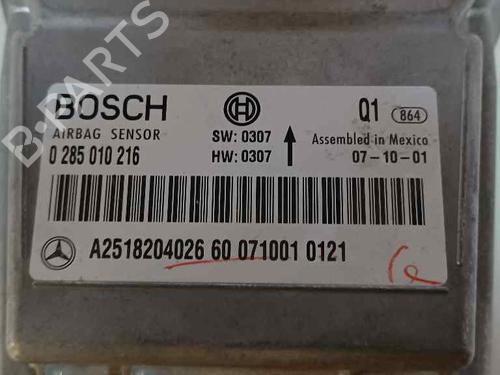 BOSCH
AIRBAG SENSOR
0 285 010 216
SW: 0307
HW: 0307
Q1 864
Assembled in Mexico
07-10-01
A2518204026 60 071001 0121
B-PARTS